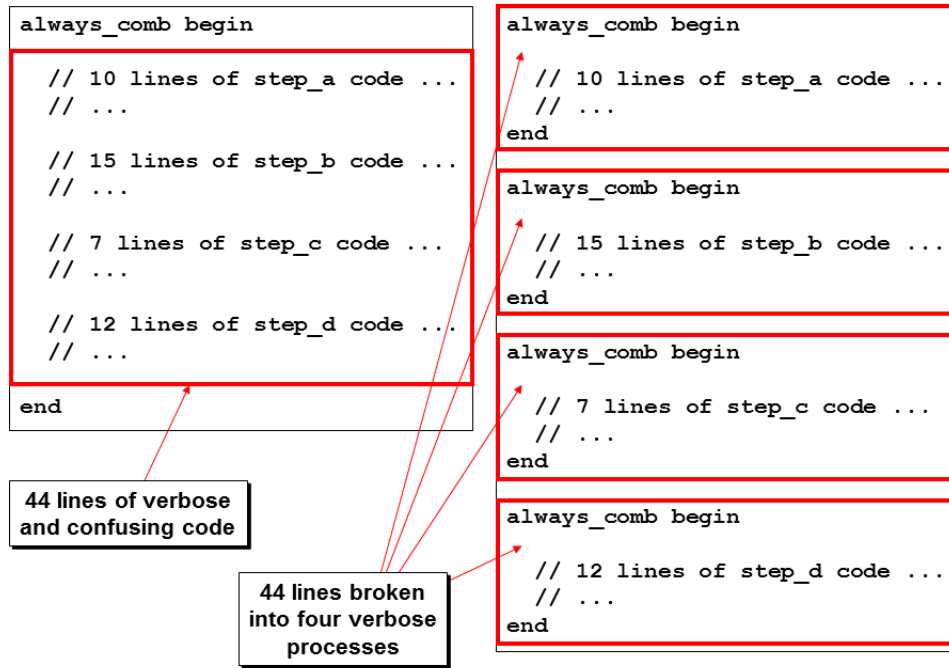 always_comb begin
// 10 lines of step_a code ...
// ...
// 15 lines of step_b code ...
// ...
// 7 lines of step_c code ...
// ...
// 12 lines of step_d code ...
// ...
end
44 lines of verbose
and confusing code
always_comb begin
// 10 lines of step_a code ...
// ...
end
always_comb begin
// 15 lines of step_b code ...
// ...
end
always_comb begin
// 7 lines of step_c code ...
// ...
end
always_comb begin
// 12 lines of step_d code ...
// ...
end
44 lines broken
into four verbose
processes